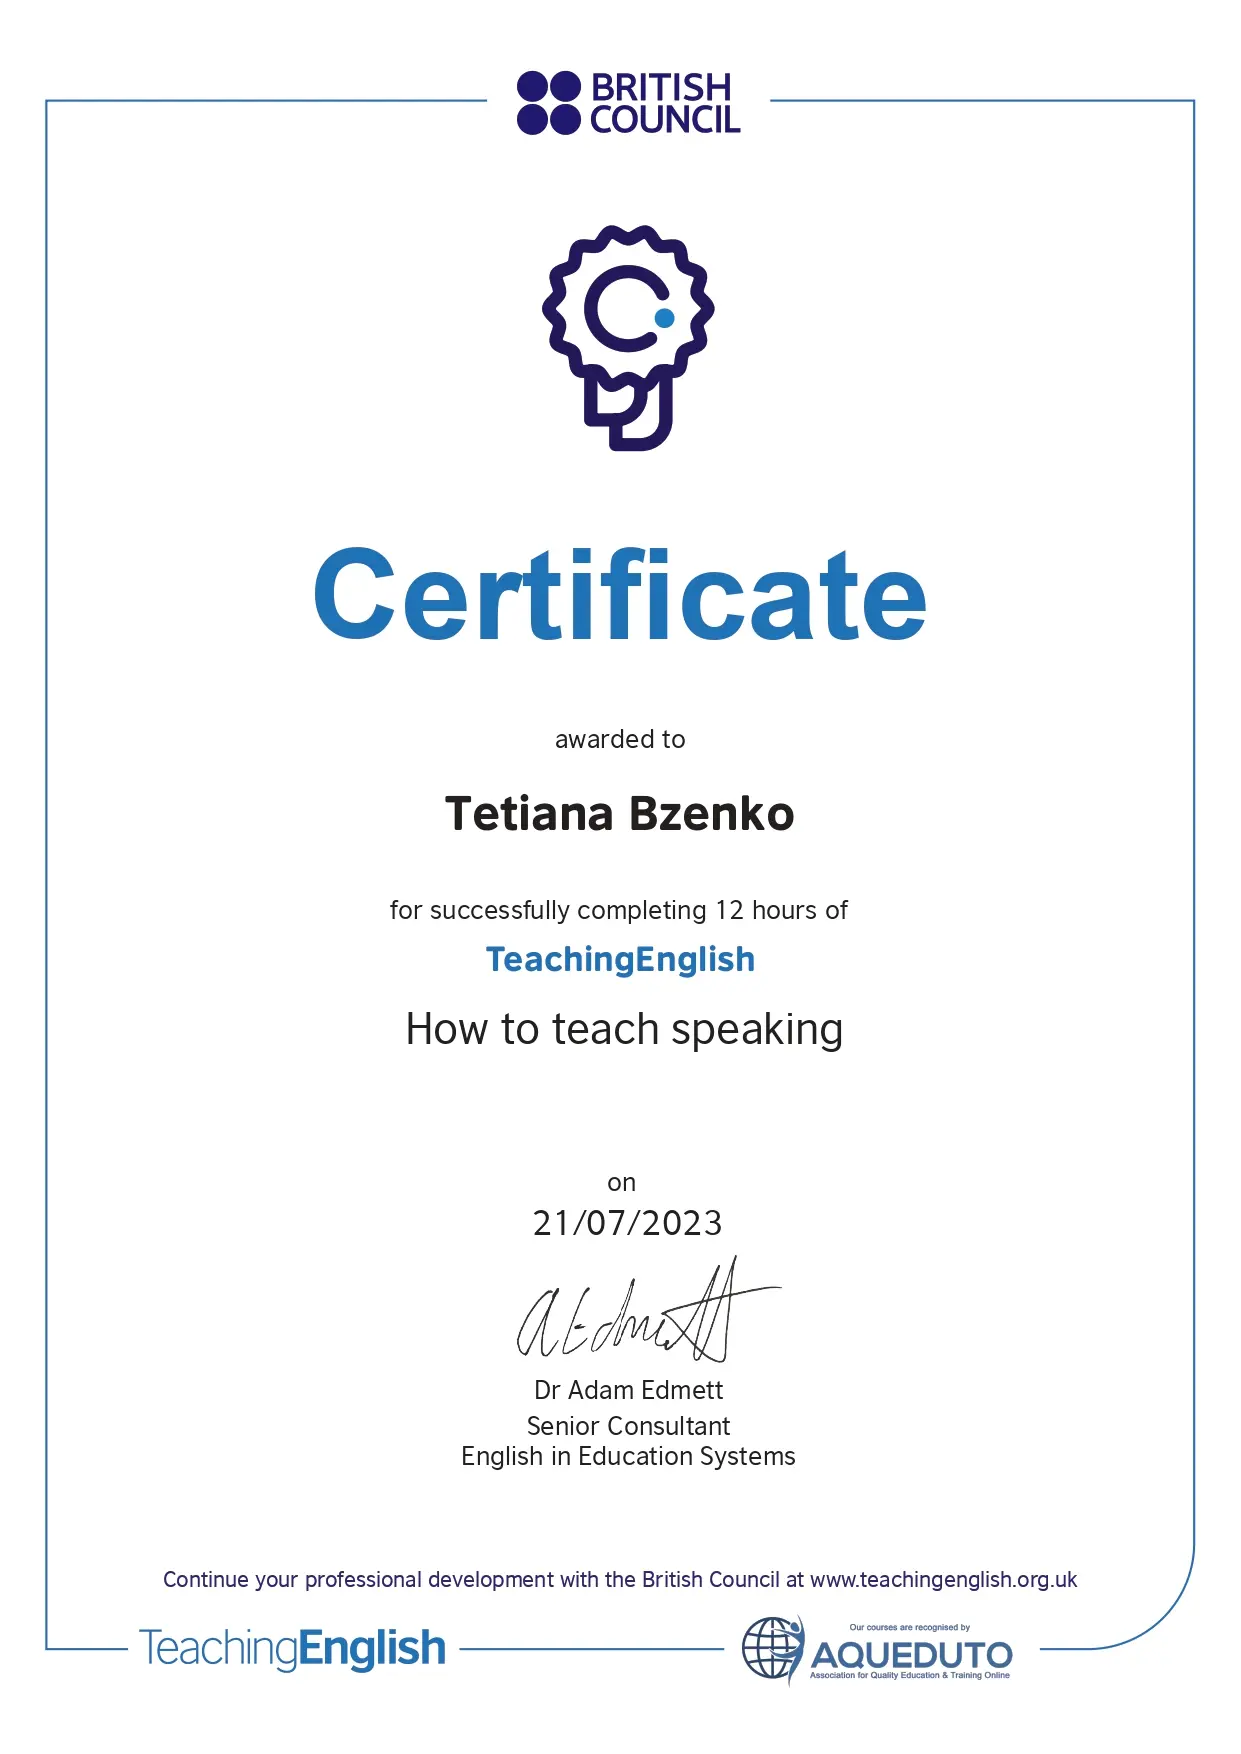 BRITISH
COUNCIL
Certificate
awarded to
Tetiana Bzenko
for successfully completing 12 hours of
TeachingEnglish
How to teach speaking
on
21/07/2023
AEdmett
Dr Adam Edmett
Senior Consultant
English in Education Systems
Continue your professional development with the British Council at www.teachingenglish.org.uk
TeachingEnglish
Our courses are recognised by
AQUEDUTO
Association for Quality Education & Training Online